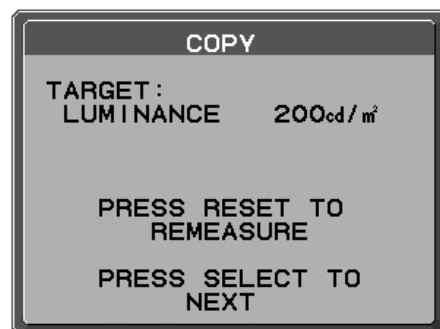 COPY
TARGET:
LUMINANCE 200cd/㎡
PRESS RESET TO
REMEASURE
PRESS SELECT TO
NEXT